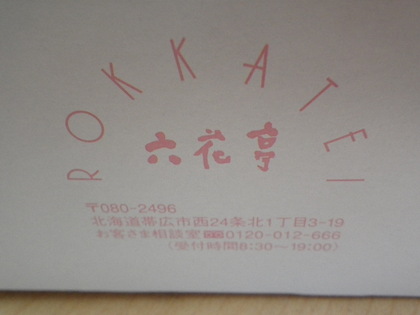 ROKKATEI
六花亭
〒080-2496
北海道帯広市西24条北1丁目3-19
お客さま相談室 0120-012-666
(受付時間8:30〜19:00)